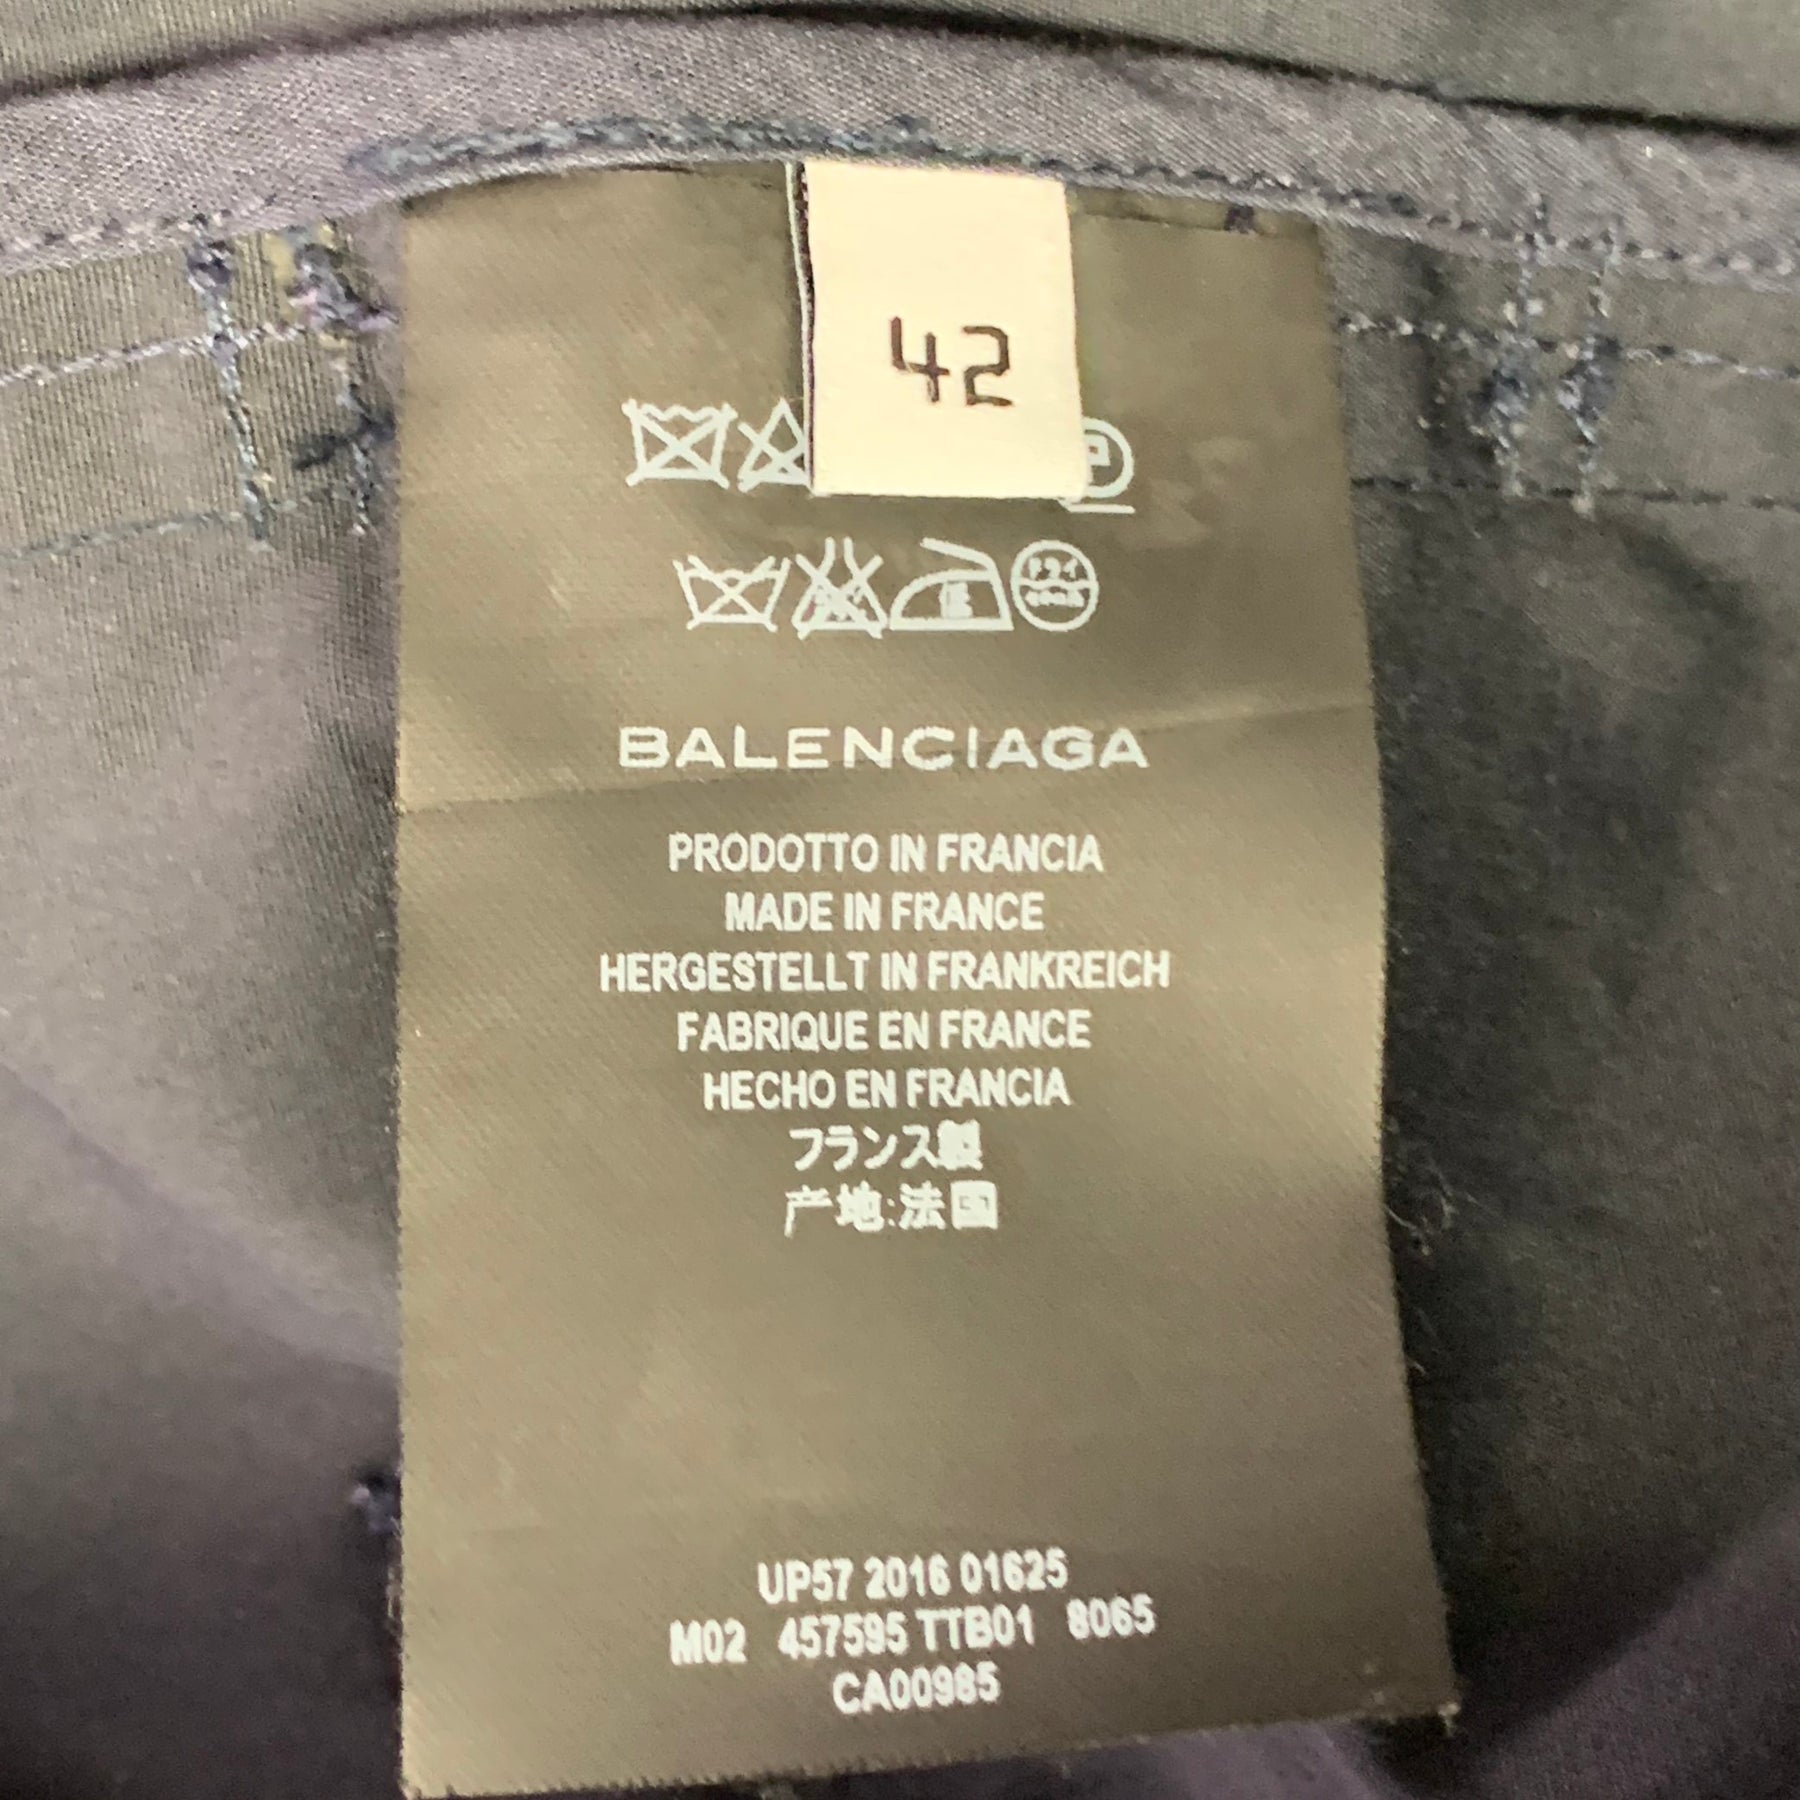 42
P
BALENCIAGA
PRODOTTO IN FRANCIA
MADE IN FRANCE
HERGESTELLT IN FRANKREICH
FABRIQUE EN FRANCE
HECHO EN FRANCIA
フランス製
产地:法国
UP57 2016 01625
M02 457595 TTB01 8065
CA00985